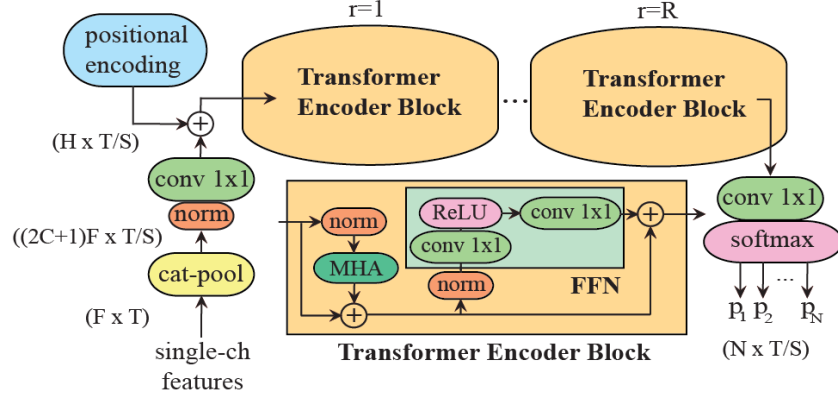 r=1
r=R
positional
encoding
Transformer
Encoder Block
...
Transformer
Encoder Block
+
(H x T/S)
conv 1x1
norm
((2C+1)F x T/S)
cat-pool
(F x T)
single-ch
features
norm
MHA
+
ReLU
conv 1x1
conv 1x1
norm
FFN
+
Transformer Encoder Block
conv 1x1
softmax
...
p1 p2 pN
(N x T/S)